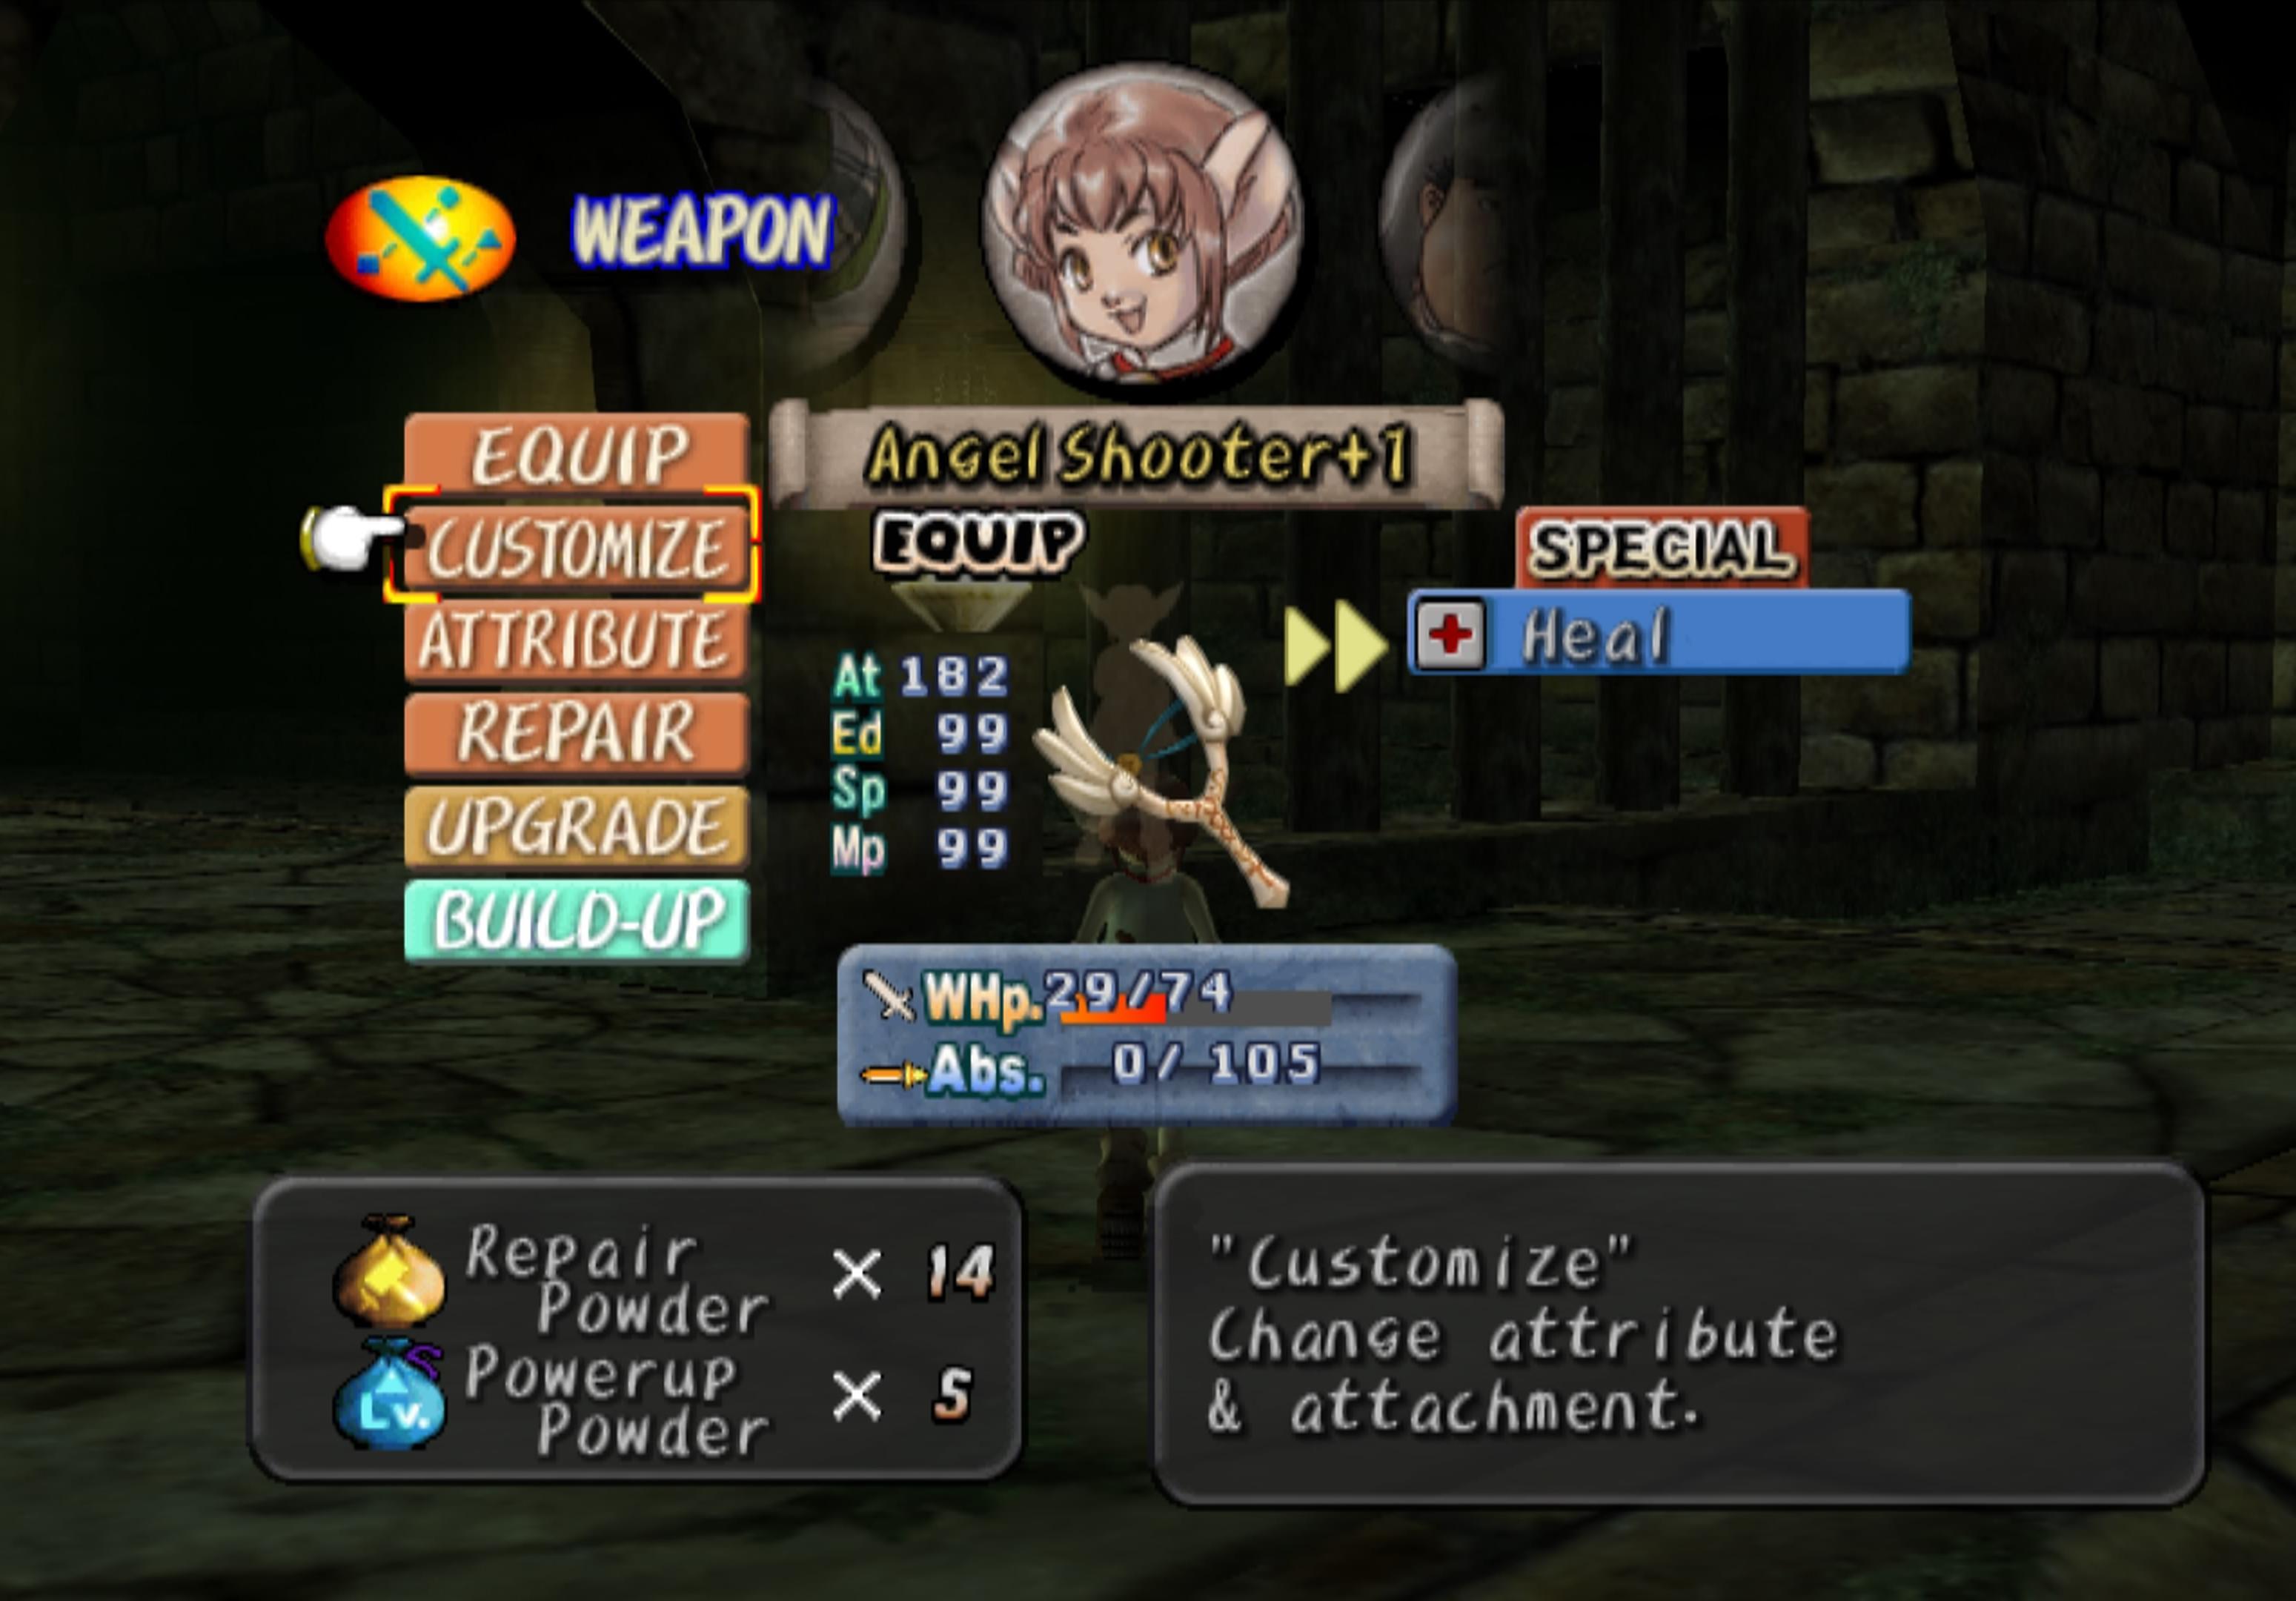 WEAPON
Angel Shooter+1
EQUIP
CUSTOMIZE
ATTRIBUTE
REPAIR
UPGRADE
BUILD-UP
EQUIP
At 182
Ed 99
Sp 99
Mp 99
SPECIAL
Heal
WHp. 29/74
Abs. 0/ 105
Repair
Powder × 14
Lv.
Powerup
Powder × 5
"Customize"
Change attribute
& attachment.